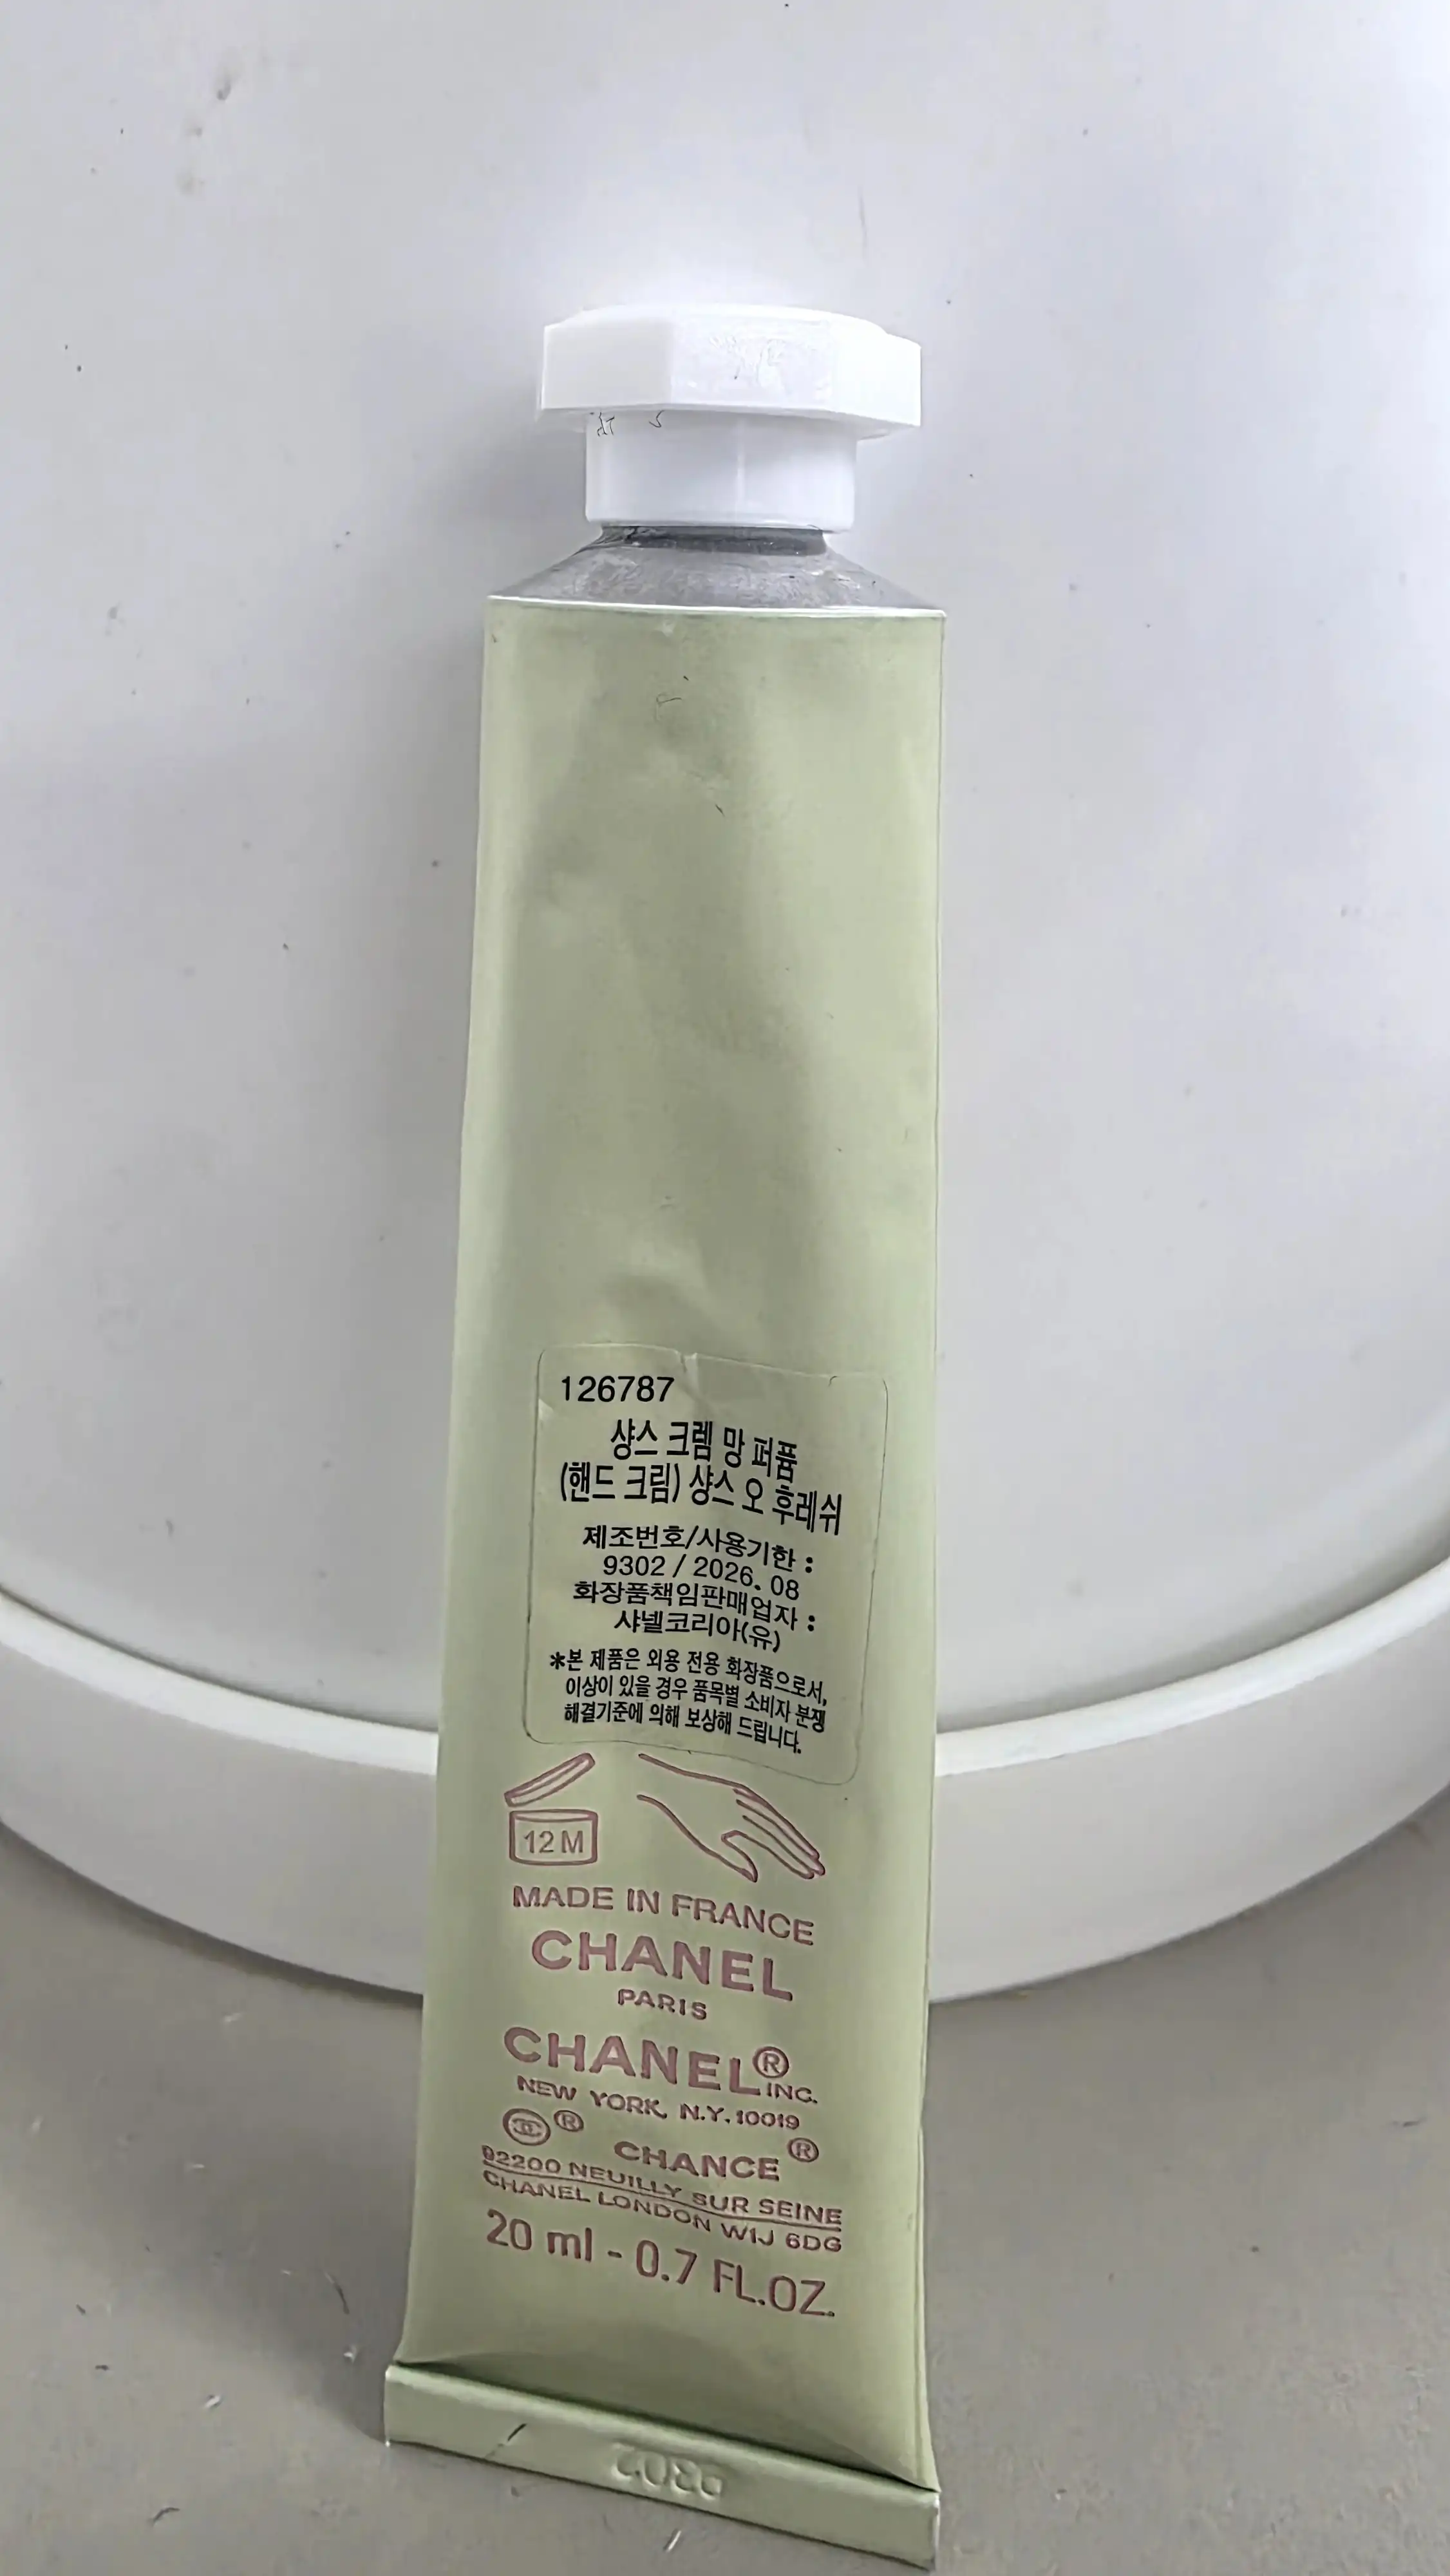 126787
샹스 크렘 망 퍼퓸
(핸드 크림) 샹스 오 후레쉬
제조번호/사용기한 :
9302 / 2026. 08
화장품책임판매업자 :
샤넬코리아(유)
*본 제품은 외용 전용 화장품으로서,
이상이 있을 경우 품목별 소비자 분쟁
해결기준에 의해 보상해 드립니다.
12 M
MADE IN FRANCE
CHANEL
PARIS
CHANEL® INC.
NEW YORK, N.Y. 10019
® CHANCE ®
92200 NEUILLY SUR SEINE
CHANEL LONDON W1J 6DG
20 ml - 0.7 FL.OZ.